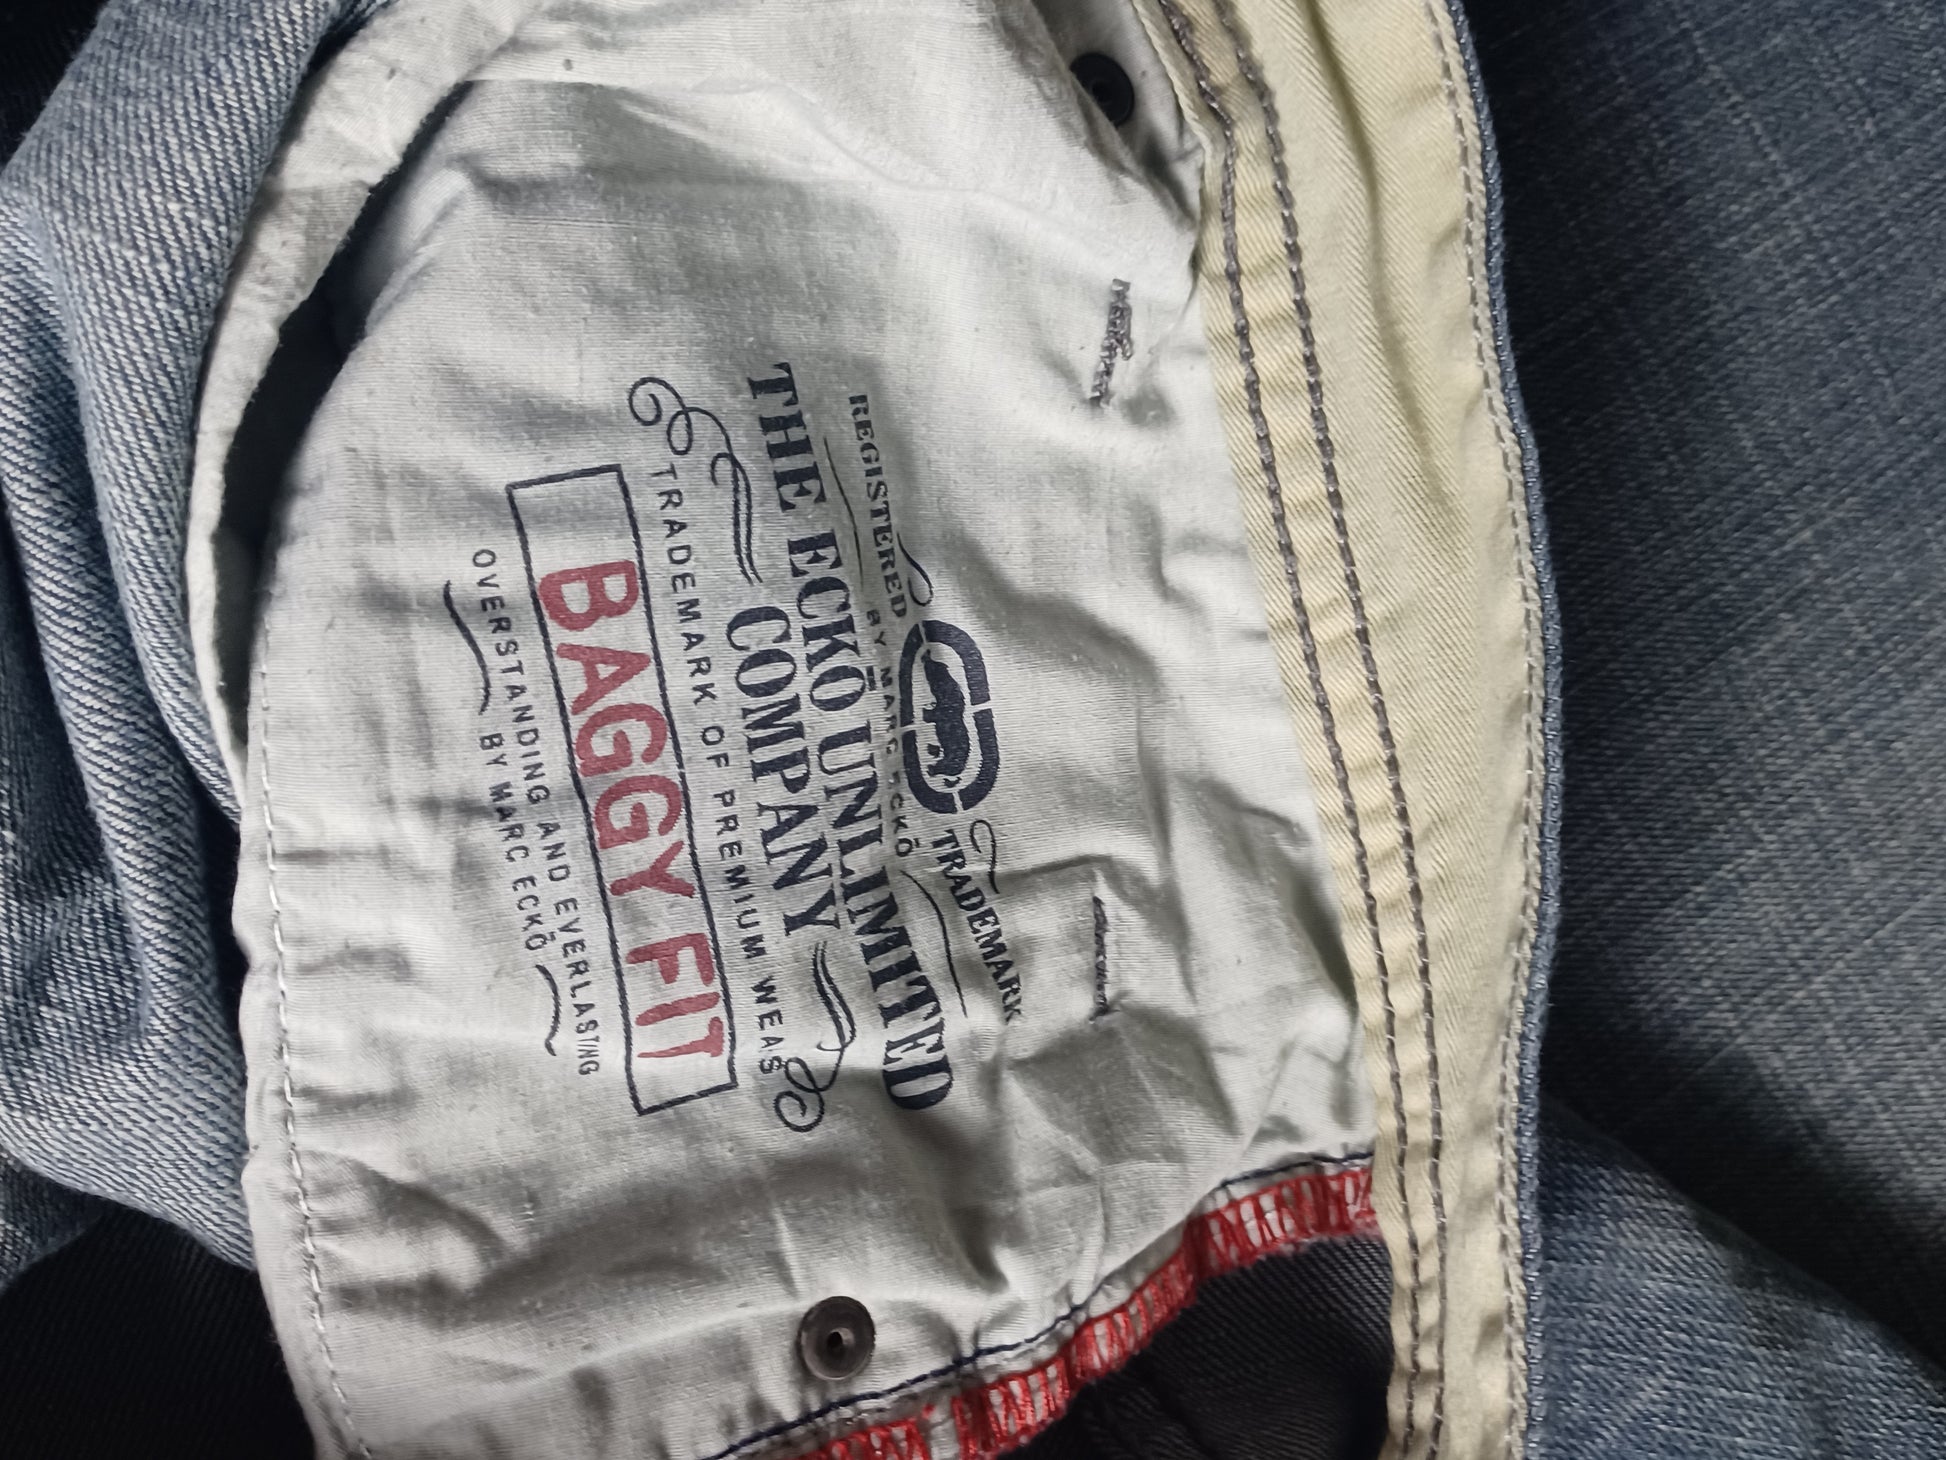 REGISTERED TRADEMARK
BY MARC ECKŌ
THE ECKŌ UNLIMITED
COMPANY
TRADEMARK OF PREMIUM WEAS
BAGGY FIT
OVERSTANDING AND EVERLASTING
BY MARC ECKŌ